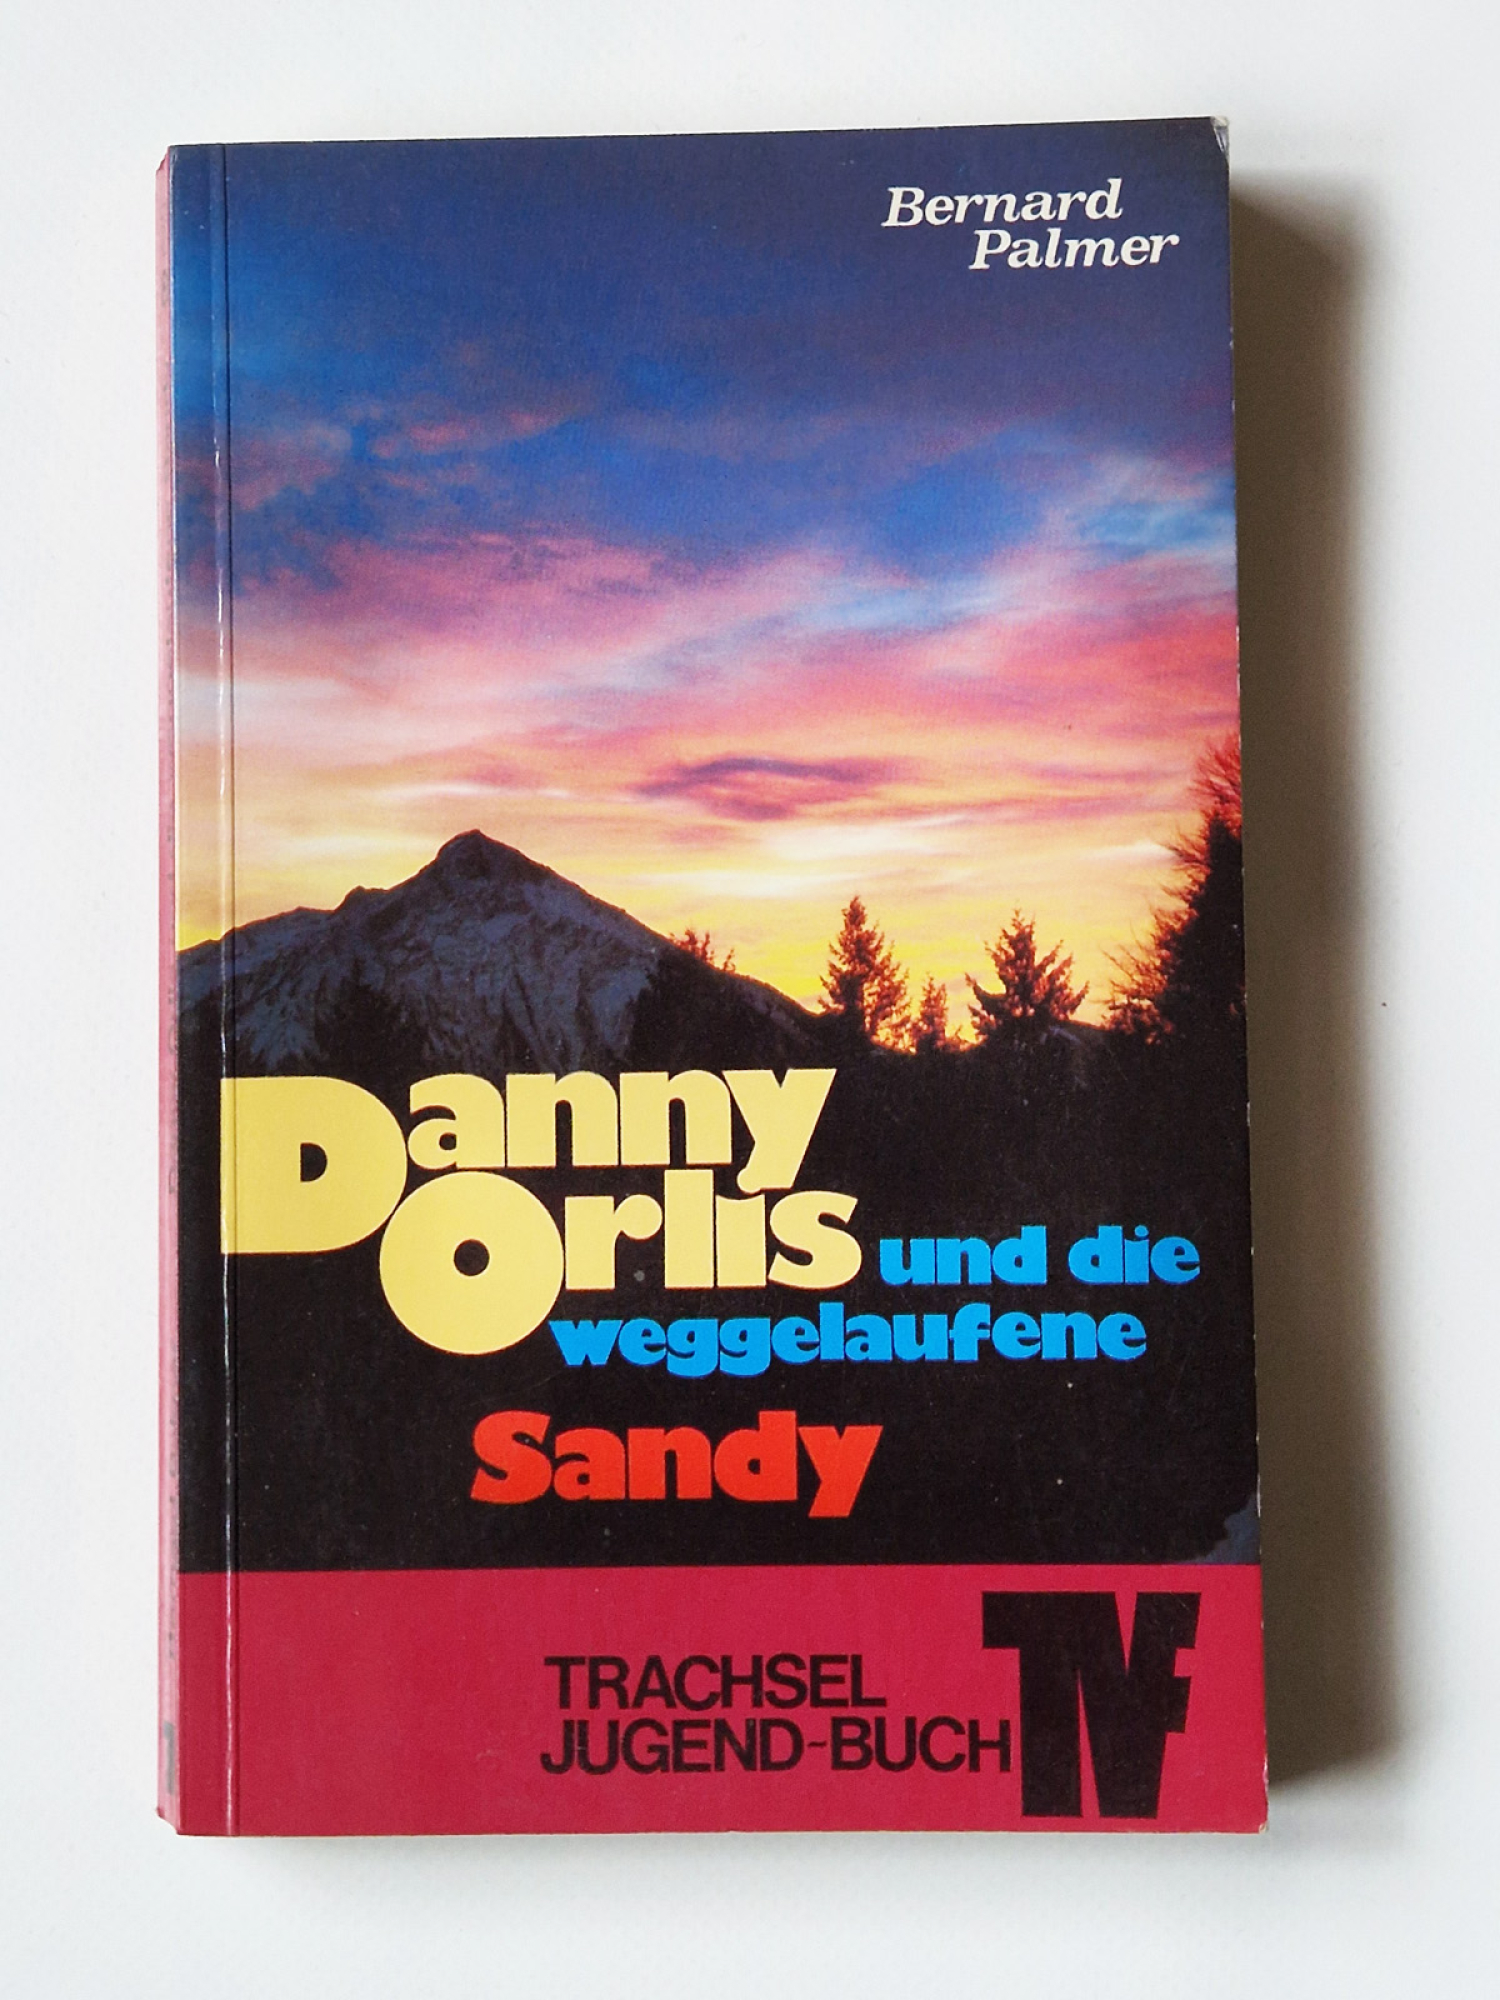 Bernard
Palmer
Danny
Orlis und die
weggelaufene
Sandy
TRACHSEL
JUGEND-BUCH
TVF